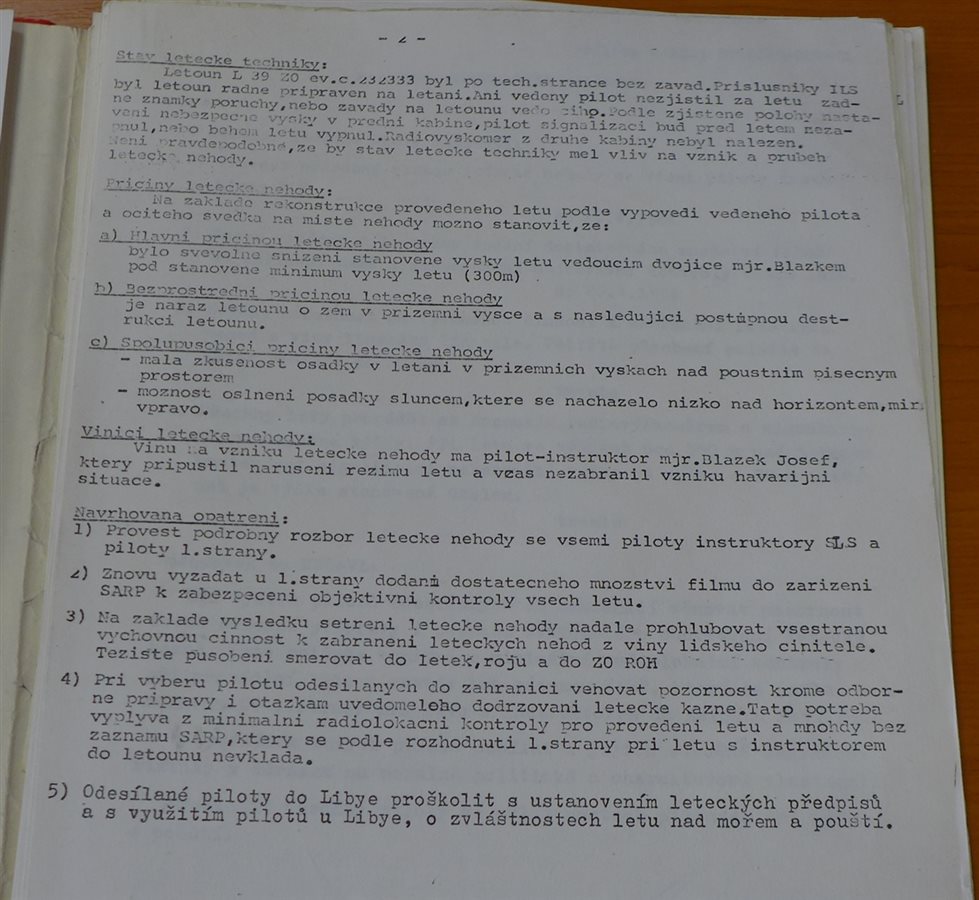 - 2 -
Stav letecke techniky:
Letoun L 39 ZO ev.c.232333 byl po tech.strance bez zavad.Prislusniky ILS
byl letoun radne pripraven na letani.Ani vedeny pilot nezjistil za letu zad-
ne znamky poruchy,nebo zavady na letounu Podle zjistene polohy nasta-
veni nebezpecne vysky v predni kabine,pilot signalizaci bud pred letem neza-
pnul,nebo behem letu vypnul.Radiovyskomer z druhe kabiny nebyl nalezen.
Neni pravdepodobne,ze by stav letecke techniky mel vliv na vznik a prubeh
letecke nehody.
Priciny letecke nehody:
Na zaklade rekonstrukce provedeneho letu podle vypovedi vedeneho pilota
a ociteho svedka na miste nehody mozno stanovit,ze:
a) Hlavni pricinou letecke nehody
bylo svevolne snizeni stanovene vysky letu vedoucim dvojice mjr.Blazkem
pod stanovene minimum vysky letu (300m)
b) Bezprostredni pricinou letecke nehody
je naraz letounu o zem v prizemni vysce a s nasledujici postupnou dest-
rukci letounu.
c) Spolupusobici priciny letecke nehody
- mala zkusenost osadky v letani v prizemnich vyskach nad poustnim pisecnym
prostorem
- moznost oslneni posadky sluncem,ktere se nachazelo nizko nad horizontem,mir
vpravo.
Vinici letecke nehody:
Vinu na vzniku letecke nehody ma pilot-instruktor mjr.Blazek Josef,
ktery pripustil naruseni rezimu letu a vcas nezabranil vzniku havarijni
situace.
Navrhovana opatreni:
1) Provest podrobny rozbor letecke nehody se vsemi piloty instruktory SLS a
piloty 1.strany.
2) Znovu vyzadat u 1.strany dodani dostatecneho mnozstvi filmu do zarizeni
SARP k zabezpeceni objektivni kontroly vsech letu.
3) Na zaklade vysledku setreni letecke nehody nadale prohlubovat vsestranou
vychovnou cinnost k zabraneni leteckych nehod z viny lidskeho cinitele.
Teziste pusobeni smerovat do letek,roju a do ZO ROH
4) Pri vyberu pilotu odesilanych do zahranici vehovat pozornost krome odbor-
ne pripravy i otazkam uvedomeleho dodrzovani letecke kazne.Tato potreba
vyplyva z minimalni radiolokacni kontroly pro provedeni letu a mnohdy bez
zaznamu SARP,ktery se podle rozhodnuti 1.strany pri letu s instruktorem
do letounu nevklada.
5) Odesílané piloty do Libye proškolit s ustanovením leteckých předpisů
a s využitím pilotů u Libye, o zvláštnostech letu nad mořem a pouští.